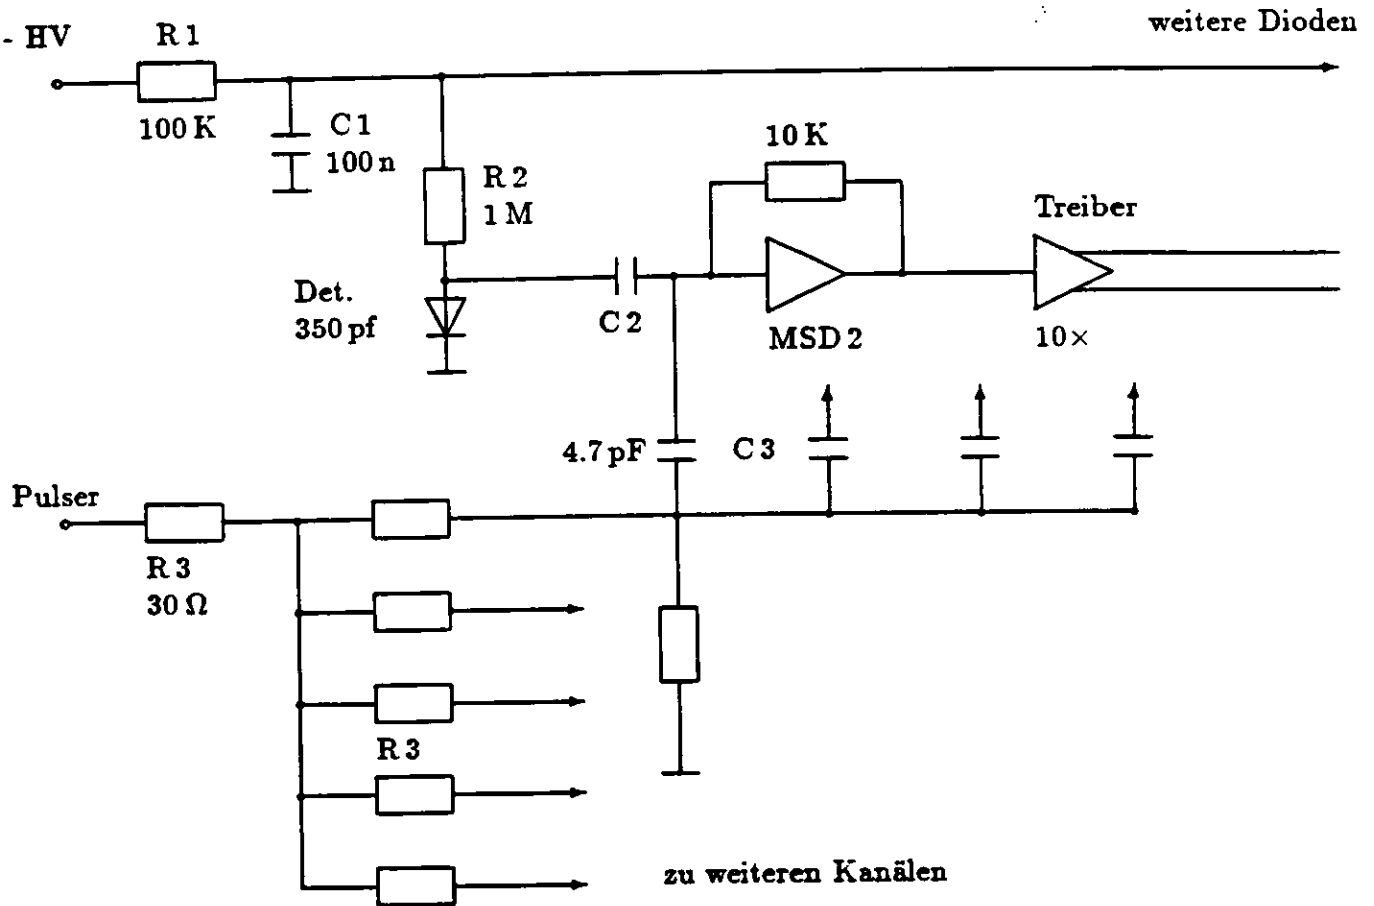 - HV
R 1
weitere Dioden
100 K
C 1
100 n
R 2
1 M
10 K
Treiber
Det.
350 pf
C 2
MSD 2
10×
4.7 pF
C 3
Pulser
R 3
30 Ω
R 3
zu weiteren Kanälen